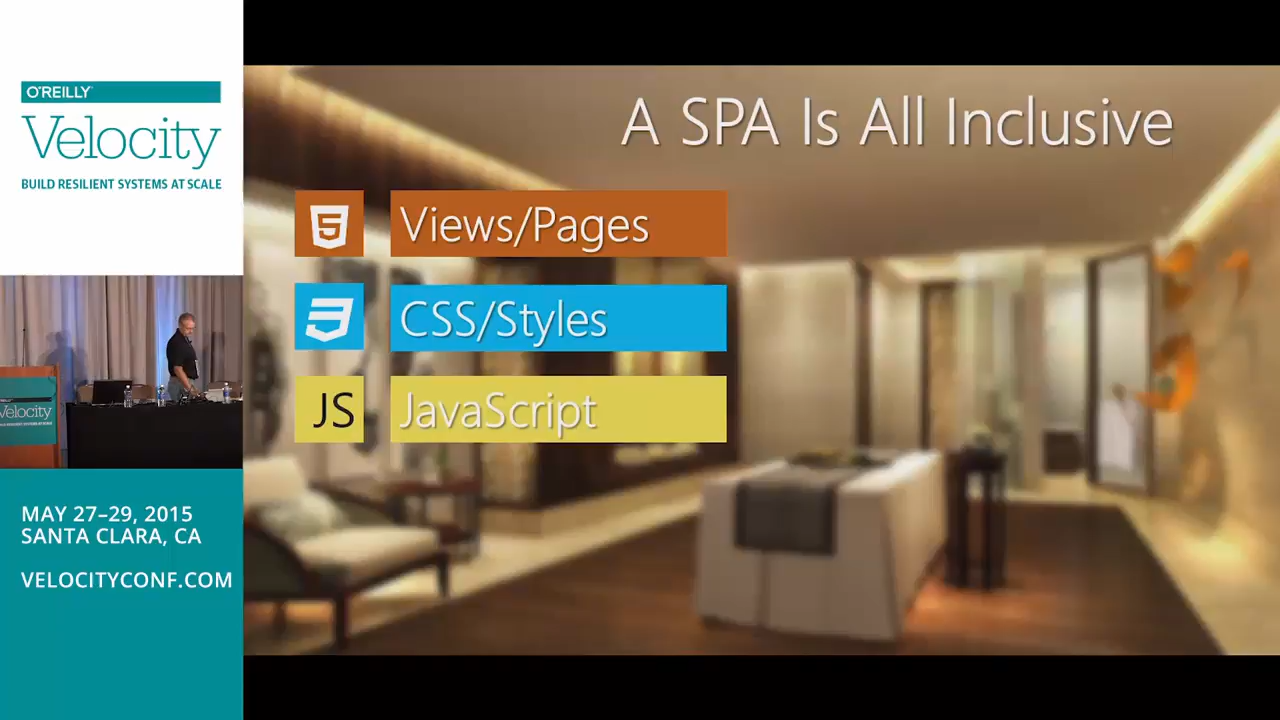 O'REILLY
Velocity
BUILD RESILIENT SYSTEMS AT SCALE
A SPA Is All Inclusive
5
Views/Pages
3
CSS/Styles
JS
JavaScript
Velocity
MAY 27–29, 2015
SANTA CLARA, CA
VELOCITYCONF.COM